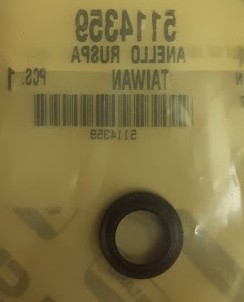 5114359
ANELLO RUSPA
TAIWAN
PCS. 1
5114359